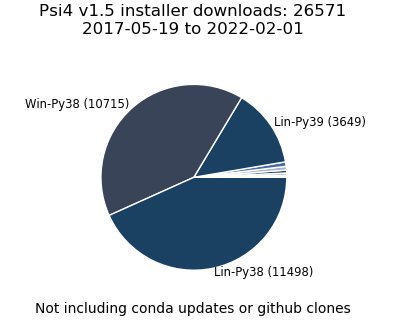 Psi4 v1.5 installer downloads: 26571
2017-05-19 to 2022-02-01
Win-Py38 (10715)
Lin-Py39 (3649)
Lin-Py38 (11498)
Not including conda updates or github clones